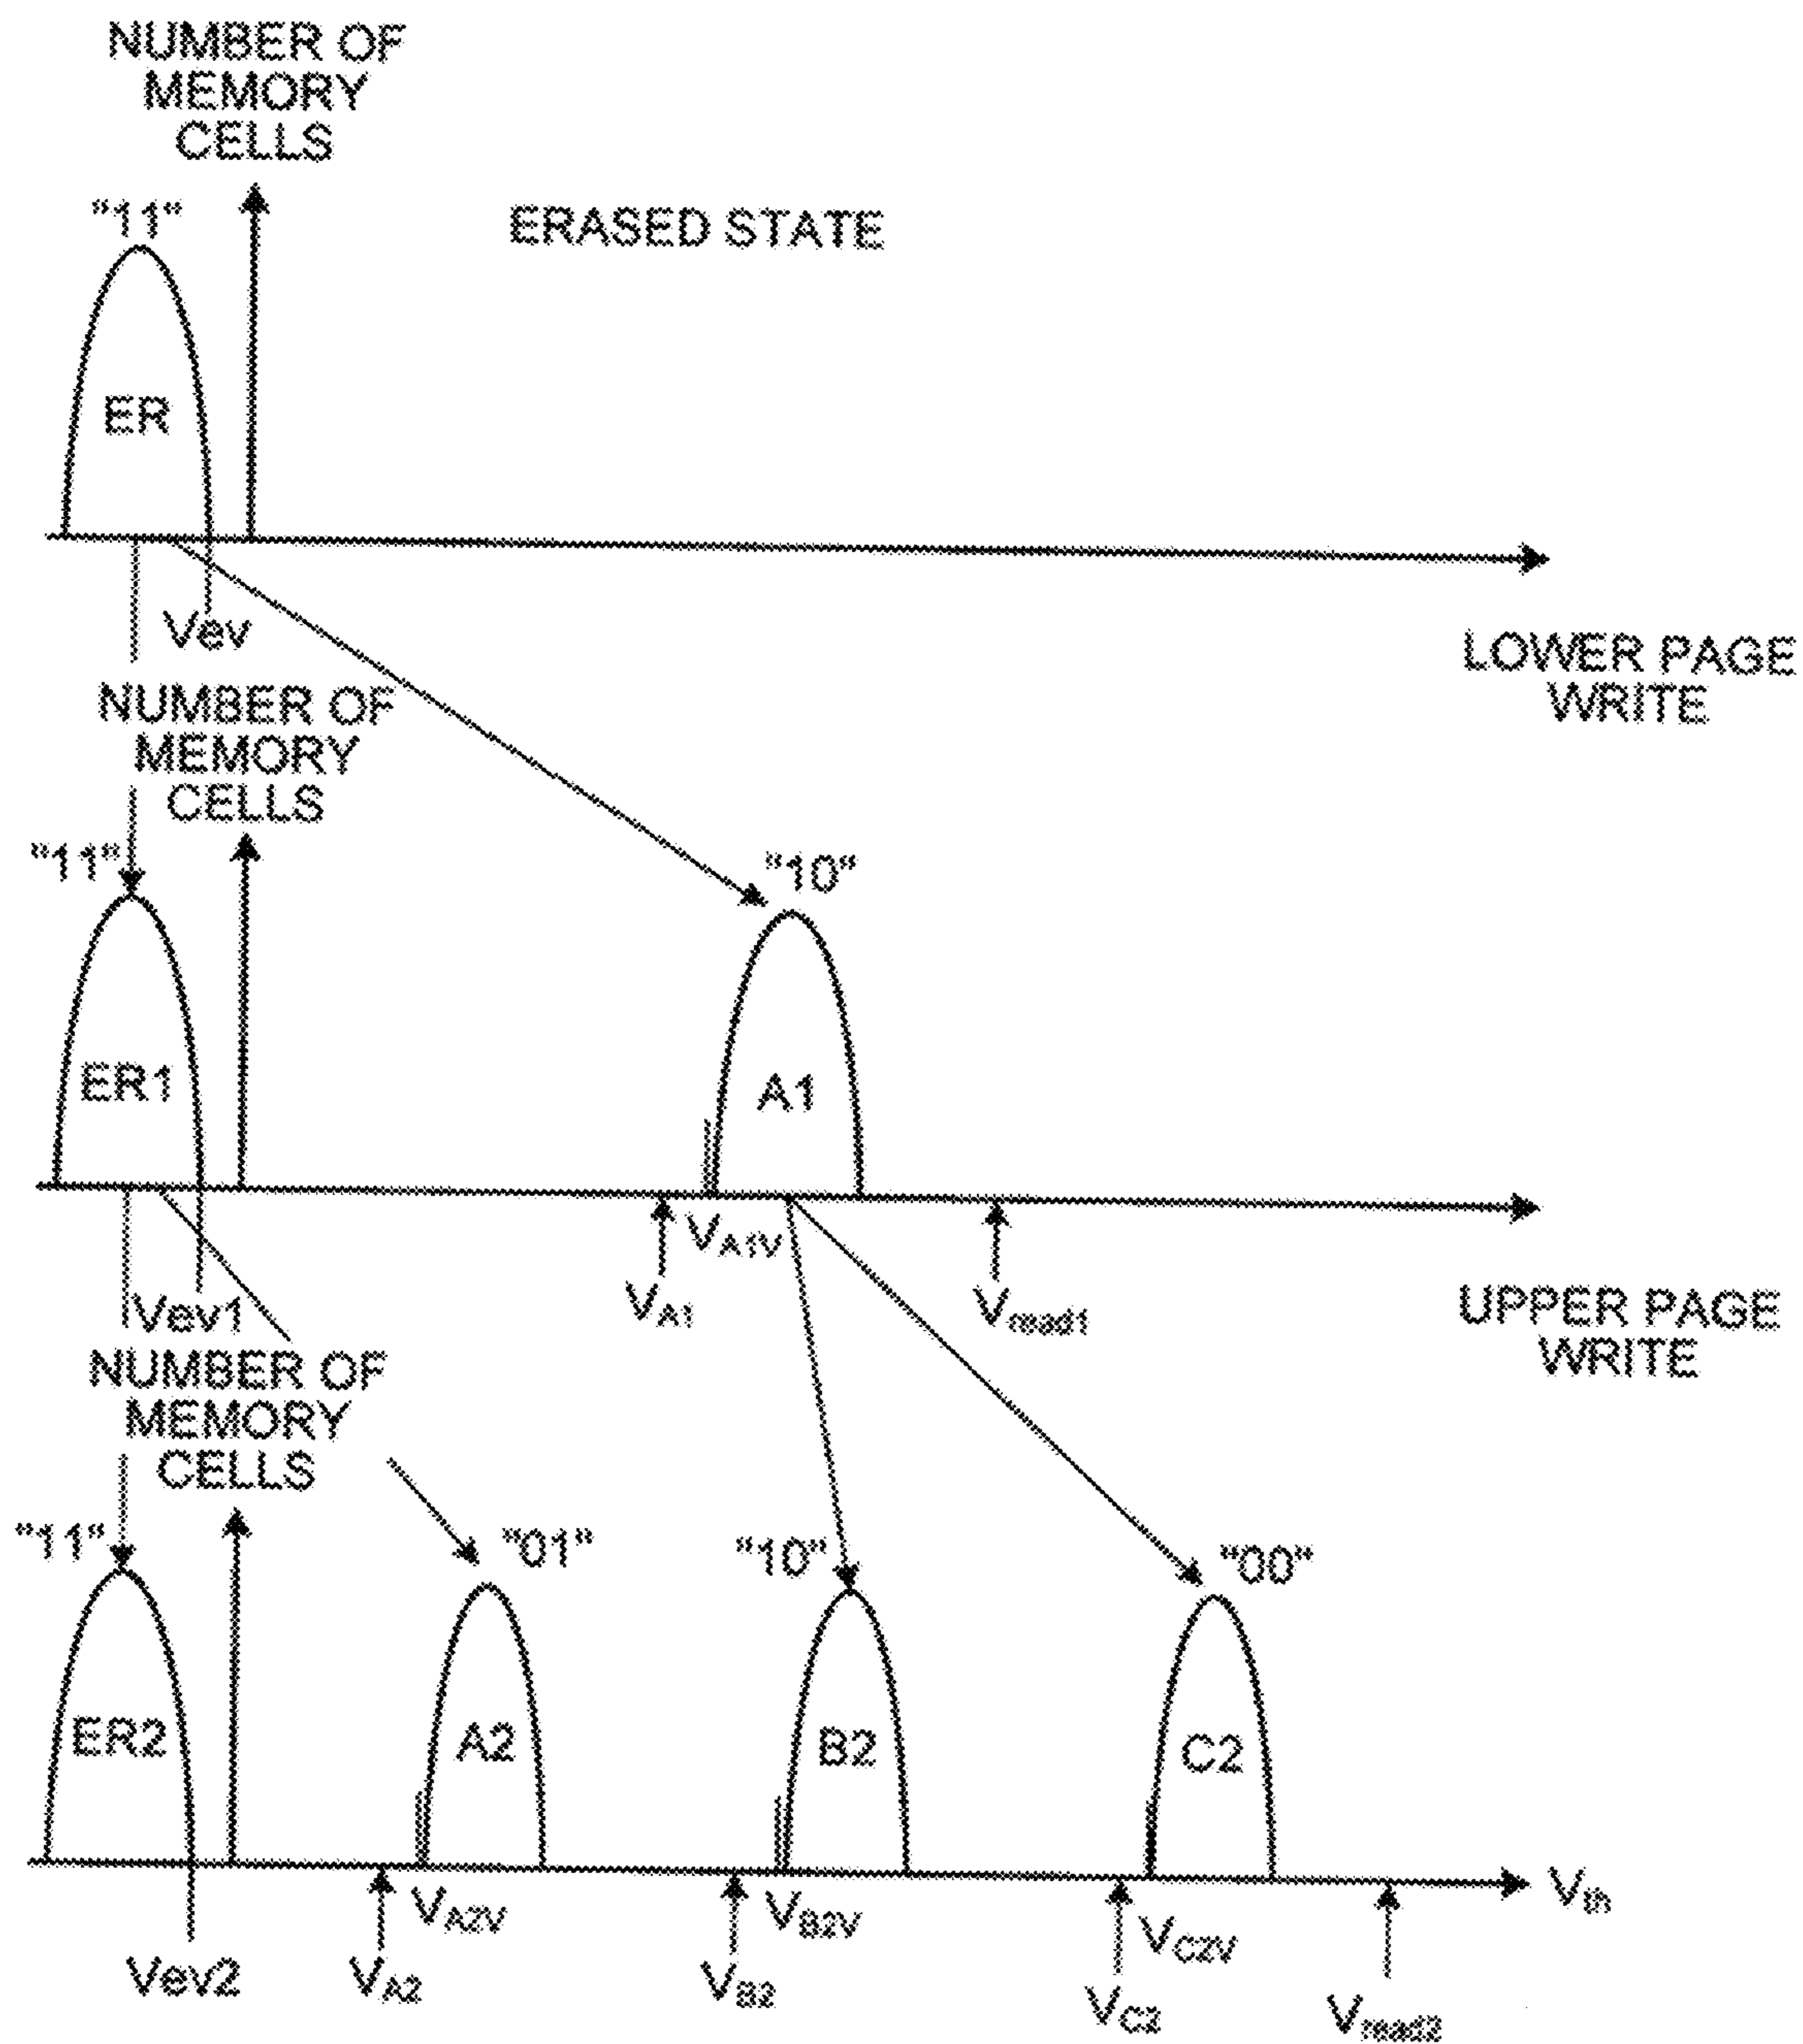 NUMBER OF
MEMORY
CELLS
"11"
ERASED STATE
ER
Vev
LOWER PAGE
WRITE
NUMBER OF
MEMORY
CELLS
"11"
"10"
ER1
A1
VA1V
Vev1
VA1
Vread1
UPPER PAGE
WRITE
NUMBER OF
MEMORY
CELLS
"11"
"01"
"10"
"00"
ER2
A2
B2
C2
Vth
VA2V
VB2V
VC2V
Vev2
VA2
VB2
VC2
Vread2